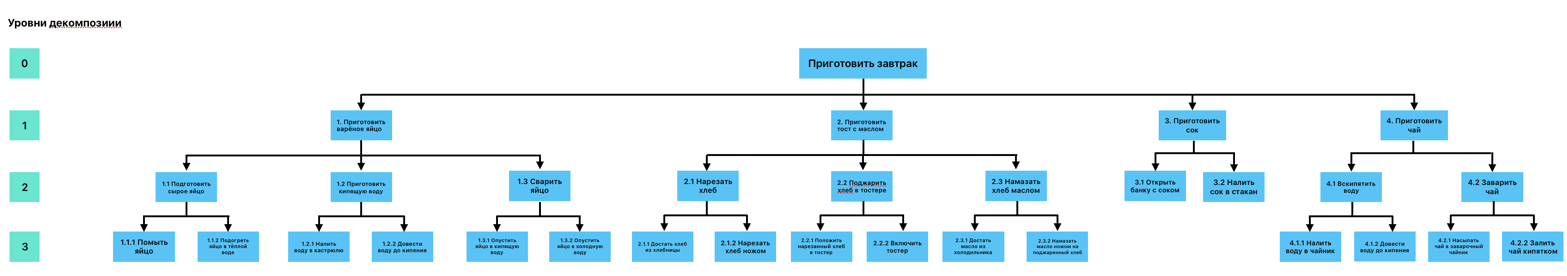 Уровни декомпозиии
0
Приготовить завтрак
1
1. Приготовить
варёное яйцо
2. Приготовить
тост с маслом
3. Приготовить
сок
4. Приготовить
чай
2
1.1 Подготовить
сырое яйцо
1.2 Приготовить
кипящую воду
1.3 Сварить
яйцо
2.1 Нарезать
хлеб
2.2 Поджарить
хлеб в тостере
2.3 Намазать
хлеб маслом
3.1 Открыть
банку с соком
3.2 Налить
сок в стакан
4.1 Вскипятить
воду
4.2 Заварить
чай
3
1.1.1 Помыть
яйцо
1.1.2 Подогреть
яйцо в тёплой
воде
1.2.1 Налить
воду в кастрюлю
1.2.2 Довести
воду до кипения
1.3.1 Опустить
яйцо в кипящую
воду
1.3.2 Опустить
яйцо в холодную
воду
2.1.1 Достать хлеб
из хлебницы
2.1.2 Нарезать
хлеб ножом
2.2.1 Положить
нарезанный хлеб
в тостер
2.2.2 Включить
тостер
2.3.1 Достать
масло из
холодильника
2.3.2 Намазать
масло ножом на
поджаренный хлеб
4.1.1 Налить
воду в чайник
4.1.2 Довести
воду до кипения
4.2.1 Насыпать
чай в заварочный
чайник
4.2.2 Залить
чай кипятком